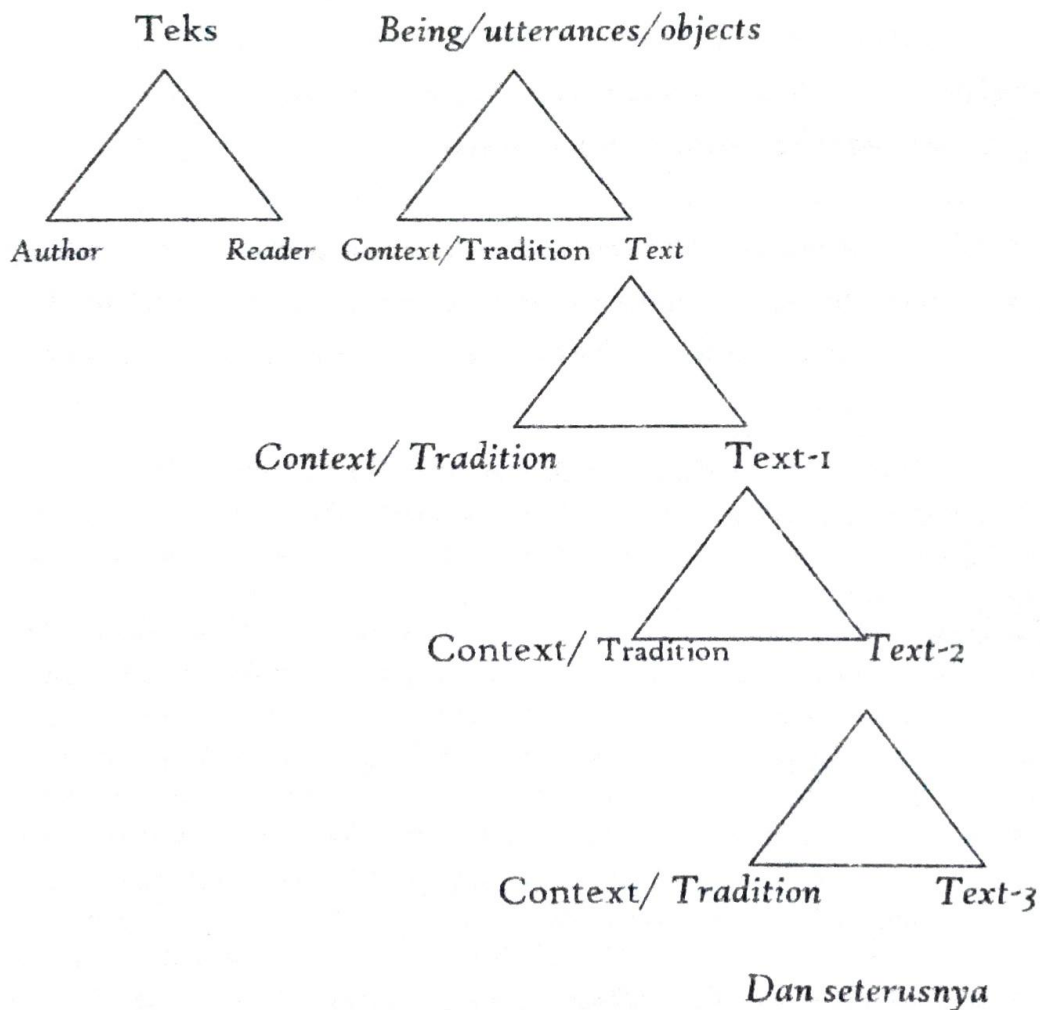 Teks Being/utterances/objects
Author Reader Context/Tradition Text
Context/ Tradition Text-1
Context/ Tradition Text-2
Context/ Tradition Text-3
Dan seterusnya